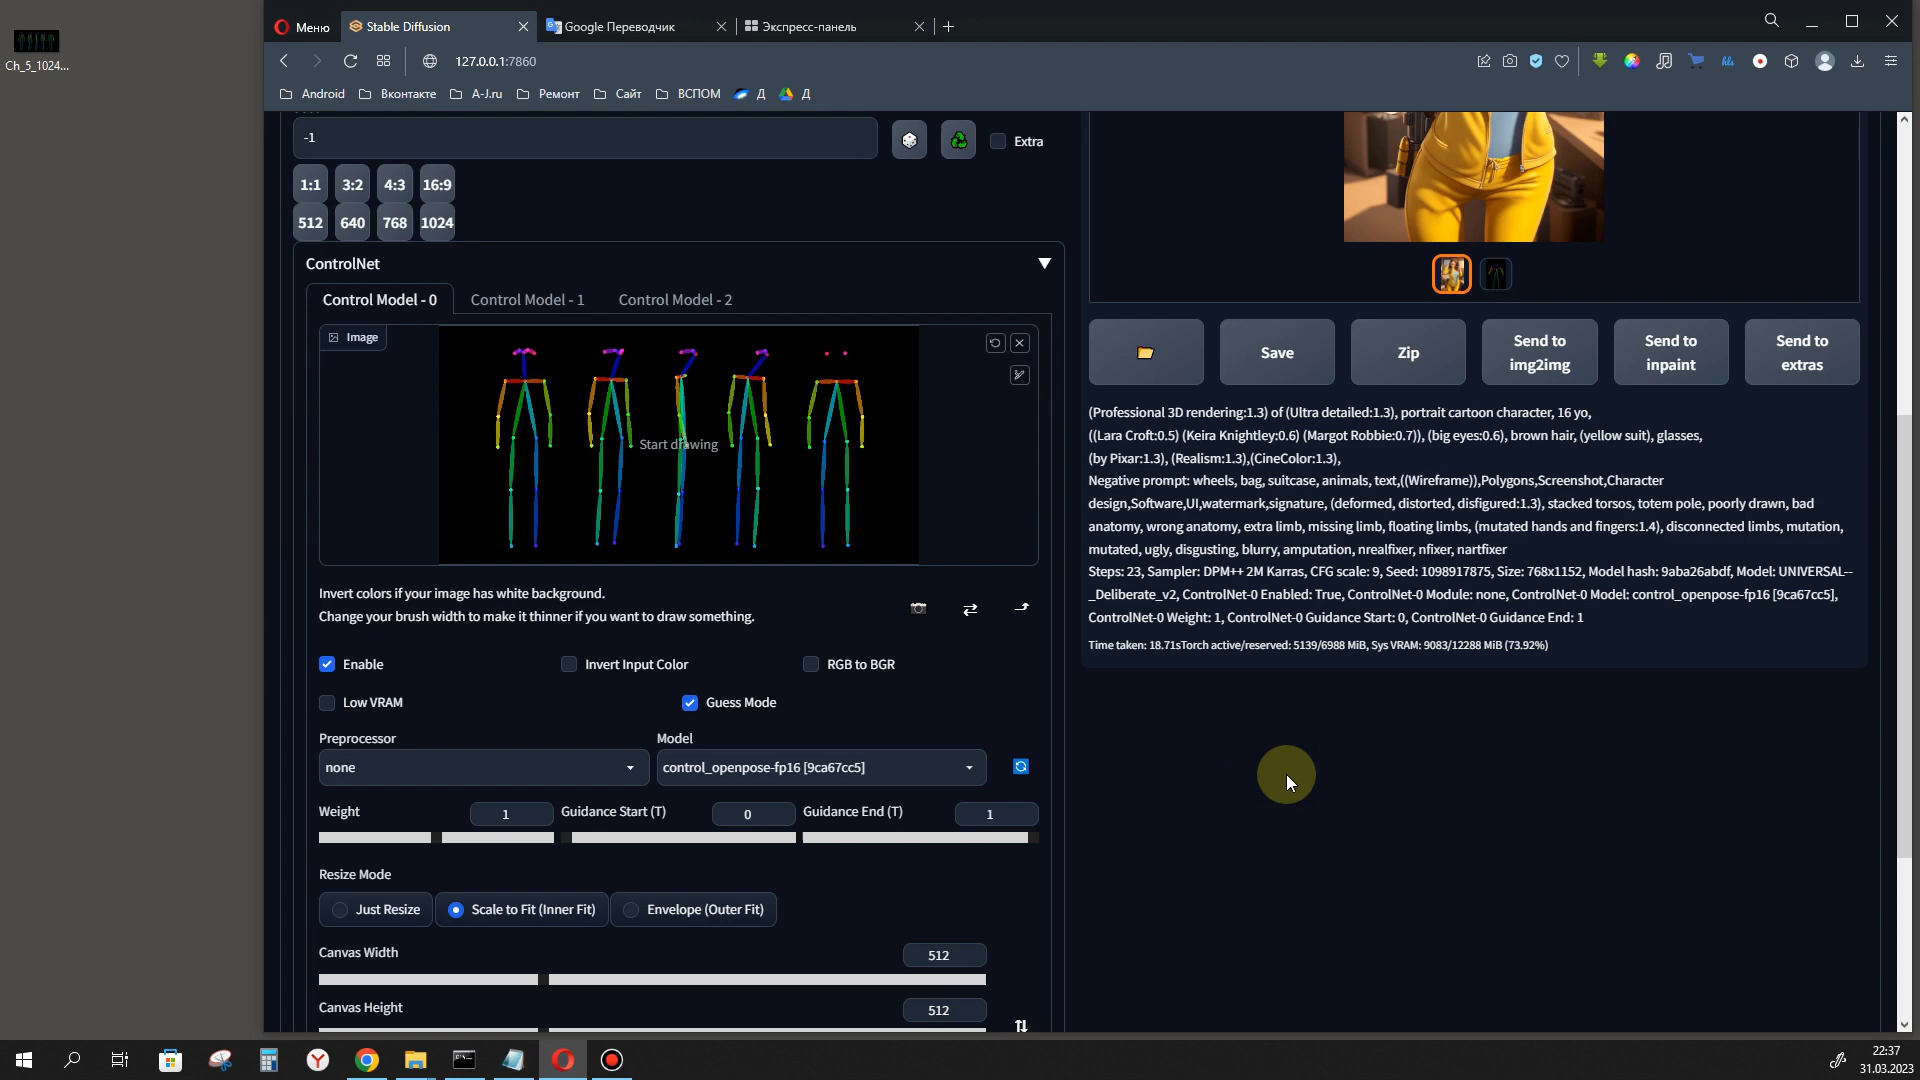 Ch_5_1024...
Меню
Stable Diffusion
Google Переводчик
Экспресс-панель
127.0.0.1:7860
Android
Вконтакте
A-J.ru
Ремонт
Сайт
ВСПОМ
Д
Д
-1
Extra
1:1 3:2 4:3 16:9
512 640 768 1024
ControlNet
Control Model - 0
Control Model - 1
Control Model - 2
Image
Start drawing
Invert colors if your image has white background.
Change your brush width to make it thinner if you want to draw something.
Enable
Invert Input Color
RGB to BGR
Low VRAM
Guess Mode
Preprocessor
Model
none
control_openpose-fp16 [9ca67cc5]
Weight
1
Guidance Start (T)
0
Guidance End (T)
1
Resize Mode
Just Resize
Scale to Fit (Inner Fit)
Envelope (Outer Fit)
Canvas Width
512
Canvas Height
512
Save
Zip
Send to
img2img
Send to
inpaint
Send to
extras
(Professional 3D rendering:1.3) of (Ultra detailed:1.3), portrait cartoon character, 16 yo,
((Lara Croft:0.5) (Keira Knightley:0.6) (Margot Robbie:0.7)), (big eyes:0.6), brown hair, (yellow suit), glasses,
(by Pixar:1.3), (Realism:1.3),(CineColor:1.3),
Negative prompt: wheels, bag, suitcase, animals, text,((Wireframe)),Polygons,Screenshot,Character
design,Software,UI,watermark,signature, (deformed, distorted, disfigured:1.3), stacked torsos, totem pole, poorly drawn, bad
anatomy, wrong anatomy, extra limb, missing limb, floating limbs, (mutated hands and fingers:1.4), disconnected limbs, mutation,
mutated, ugly, disgusting, blurry, amputation, nrealfixer, nfixer, nartfixer
Steps: 23, Sampler: DPM++ 2M Karras, CFG scale: 9, Seed: 1098917875, Size: 768x1152, Model hash: 9aba26abdf, Model: UNIVERSAL--
_Deliberate_v2, ControlNet-0 Enabled: True, ControlNet-0 Module: none, ControlNet-0 Model: control_openpose-fp16 [9ca67cc5],
ControlNet-0 Weight: 1, ControlNet-0 Guidance Start: 0, ControlNet-0 Guidance End: 1
Time taken: 18.71sTorch active/reserved: 5139/6988 MiB, Sys VRAM: 9083/12288 MiB (73.92%)
22:37
31.03.2023